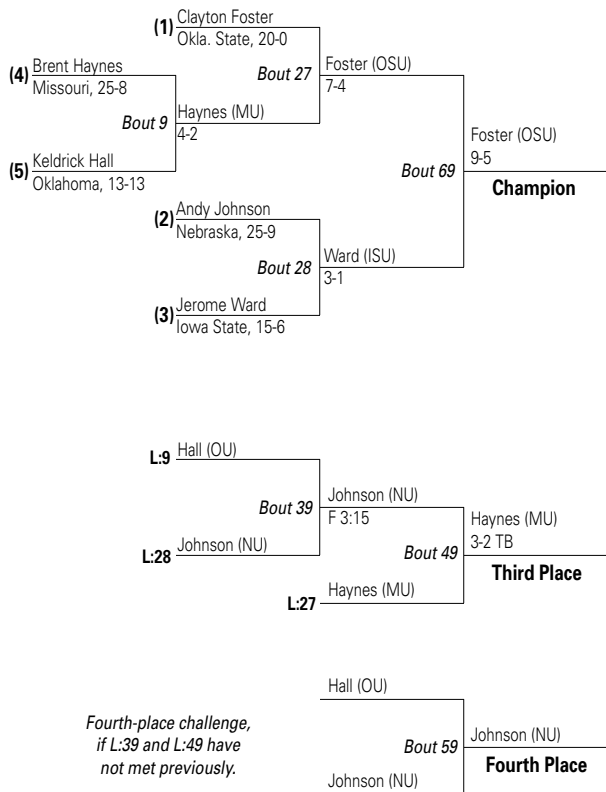 (1) Clayton Foster
Okla. State, 20-0
Bout 27
Foster (OSU)
7-4
(4) Brent Haynes
Missouri, 25-8
Bout 9
Haynes (MU)
4-2
(5) Keldrick Hall
Oklahoma, 13-13
Bout 69
Foster (OSU)
9-5
Champion
(2) Andy Johnson
Nebraska, 25-9
Bout 28
Ward (ISU)
3-1
(3) Jerome Ward
Iowa State, 15-6
L:9 Hall (OU)
Bout 39
Johnson (NU)
F 3:15
L:28 Johnson (NU)
Bout 49
Haynes (MU)
3-2 TB
Third Place
L:27 Haynes (MU)
Hall (OU)
Fourth-place challenge,
if L:39 and L:49 have
not met previously.
Bout 59
Johnson (NU)
Fourth Place
Johnson (NU)